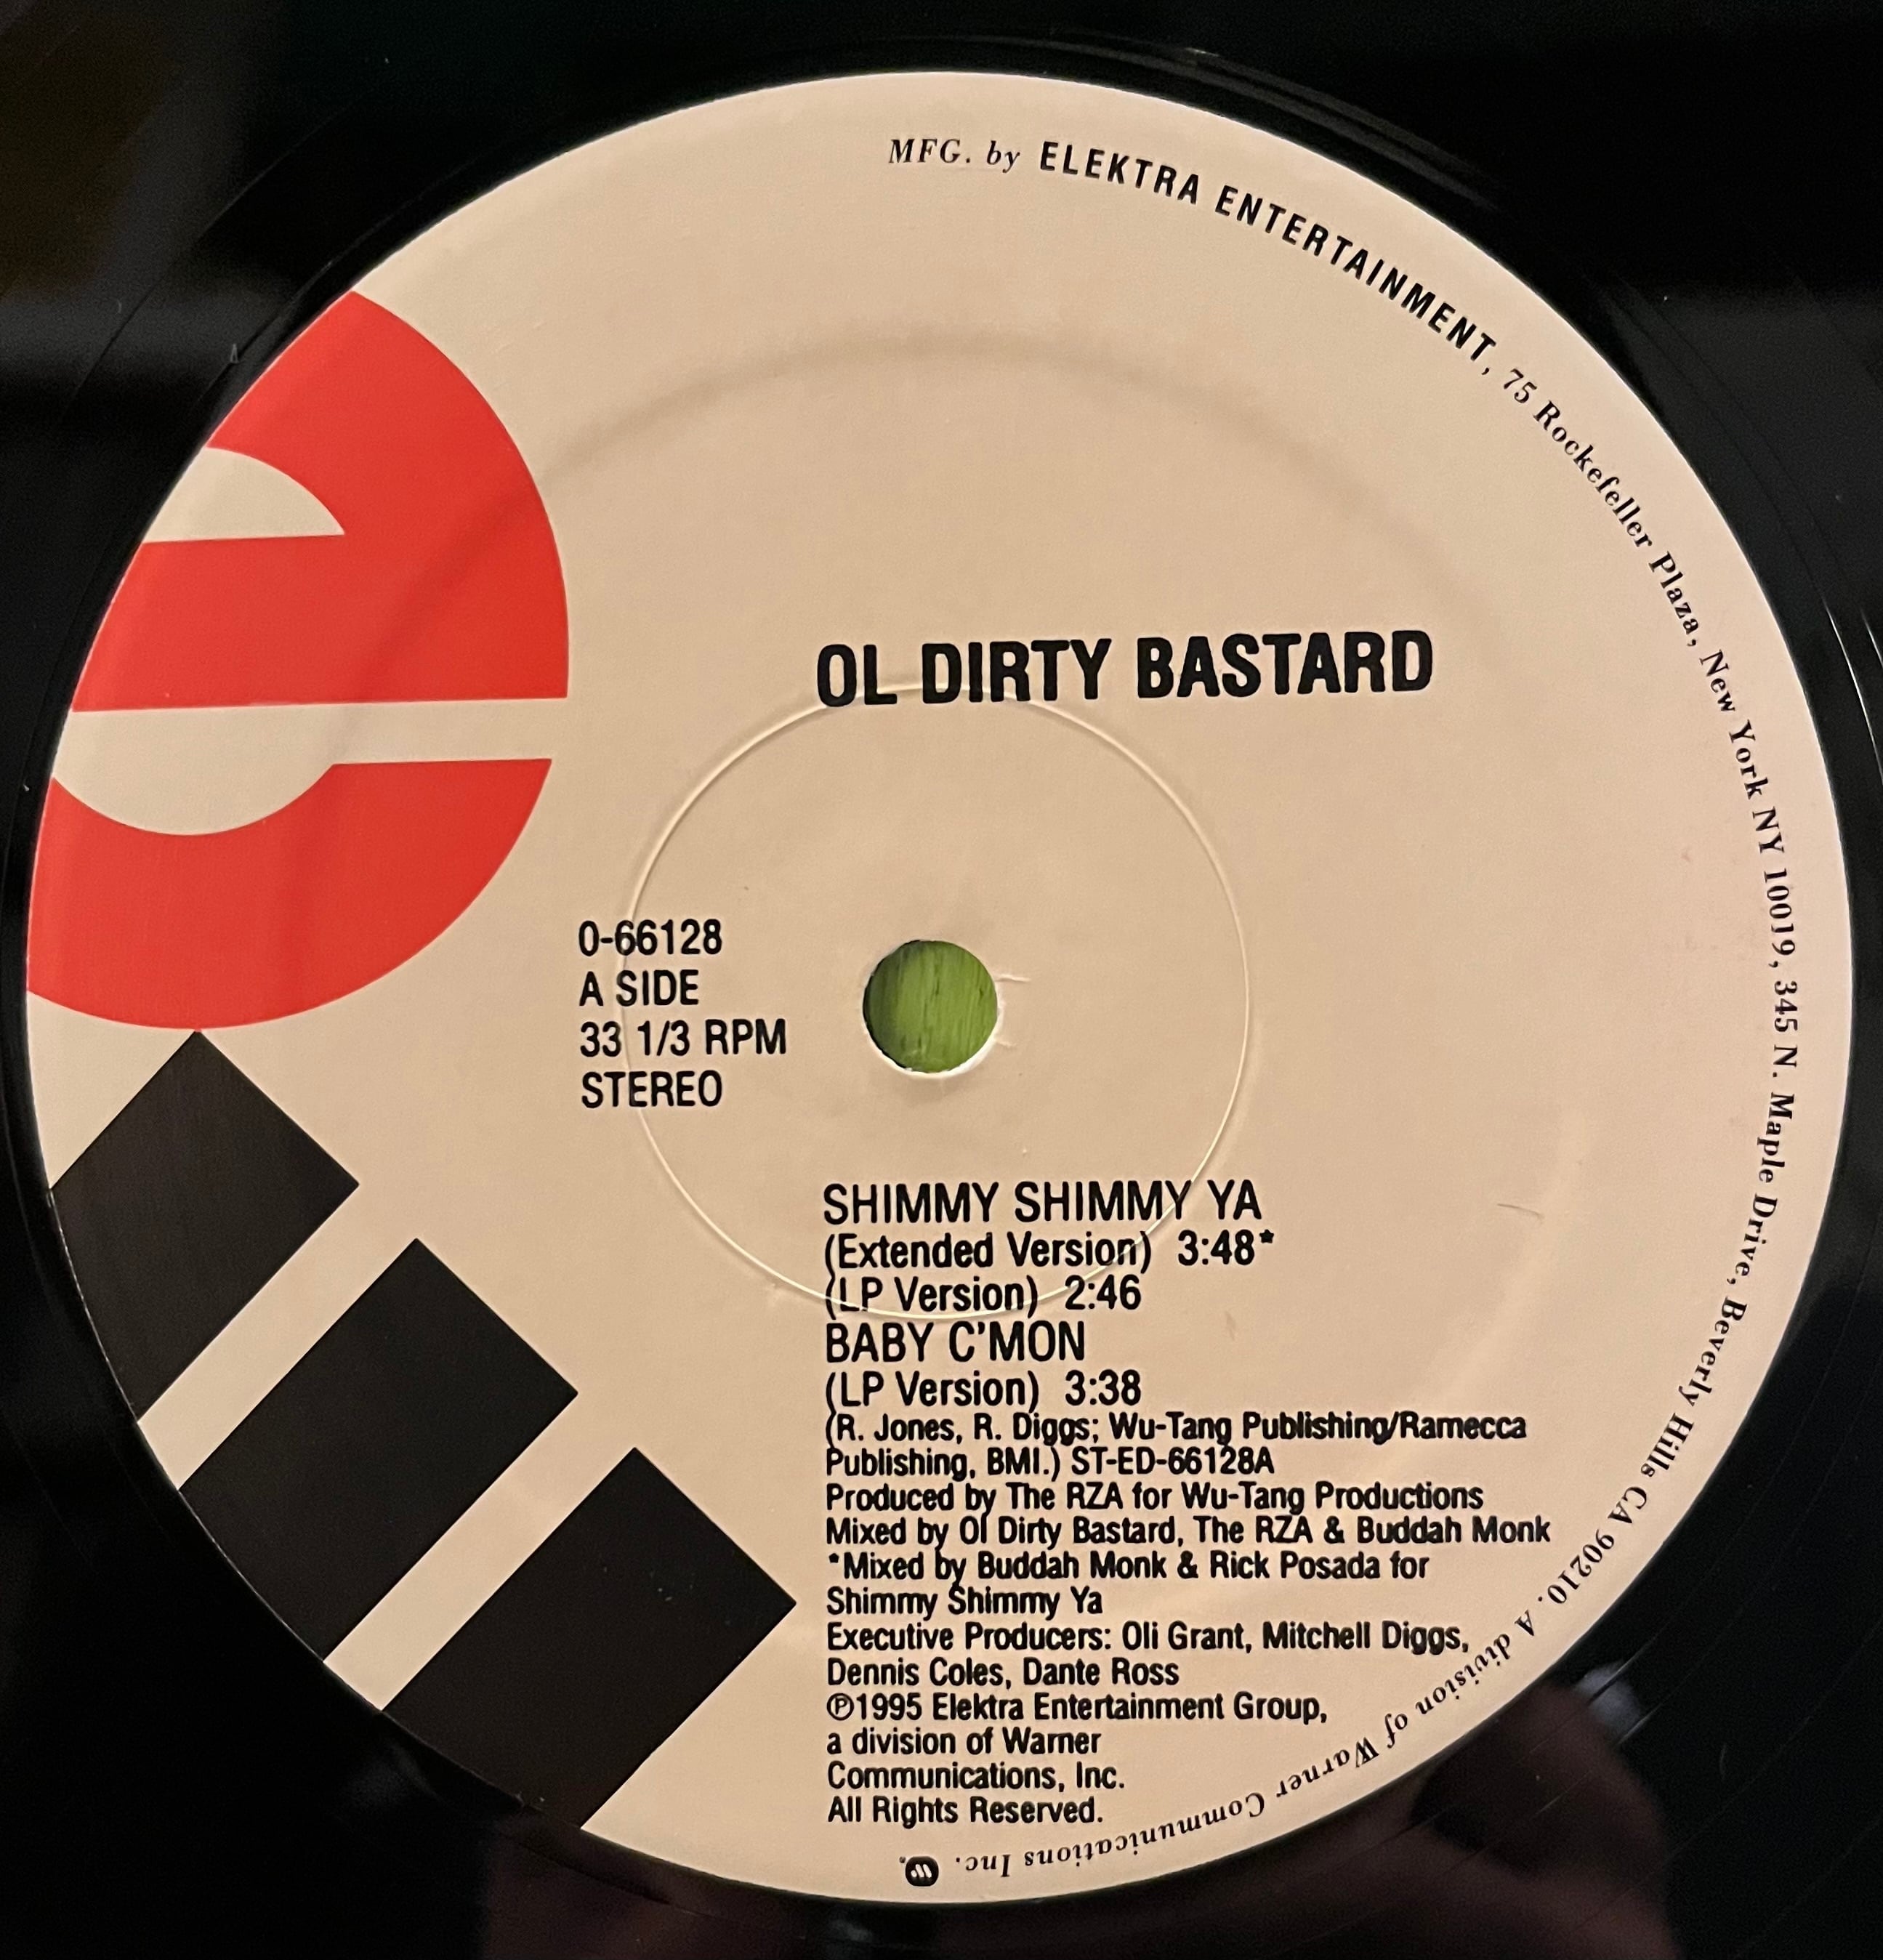 MFG. by ELEKTRA ENTERTAINMENT, 75 Rockefeller Plaza, New York NY 10019, 345 N. Maple Drive, Beverly Hills CA 90210. A division of Warner Communications Inc.
OL DIRTY BASTARD
0-66128
A SIDE
33 1/3 RPM
STEREO
SHIMMY SHIMMY YA
(Extended Version) 3:48*
(LP Version) 2:46
BABY C'MON
(LP Version) 3:38
(R. Jones, R. Diggs; Wu-Tang Publishing/Ramecca
Publishing, BMI.) ST-ED-66128A
Produced by The RZA for Wu-Tang Productions
Mixed by Ol Dirty Bastard, The RZA & Buddah Monk
*Mixed by Buddah Monk & Rick Posada for
Shimmy Shimmy Ya
Executive Producers: Oli Grant, Mitchell Diggs,
Dennis Coles, Dante Ross
℗1995 Elektra Entertainment Group,
a division of Warner
Communications, Inc.
All Rights Reserved.